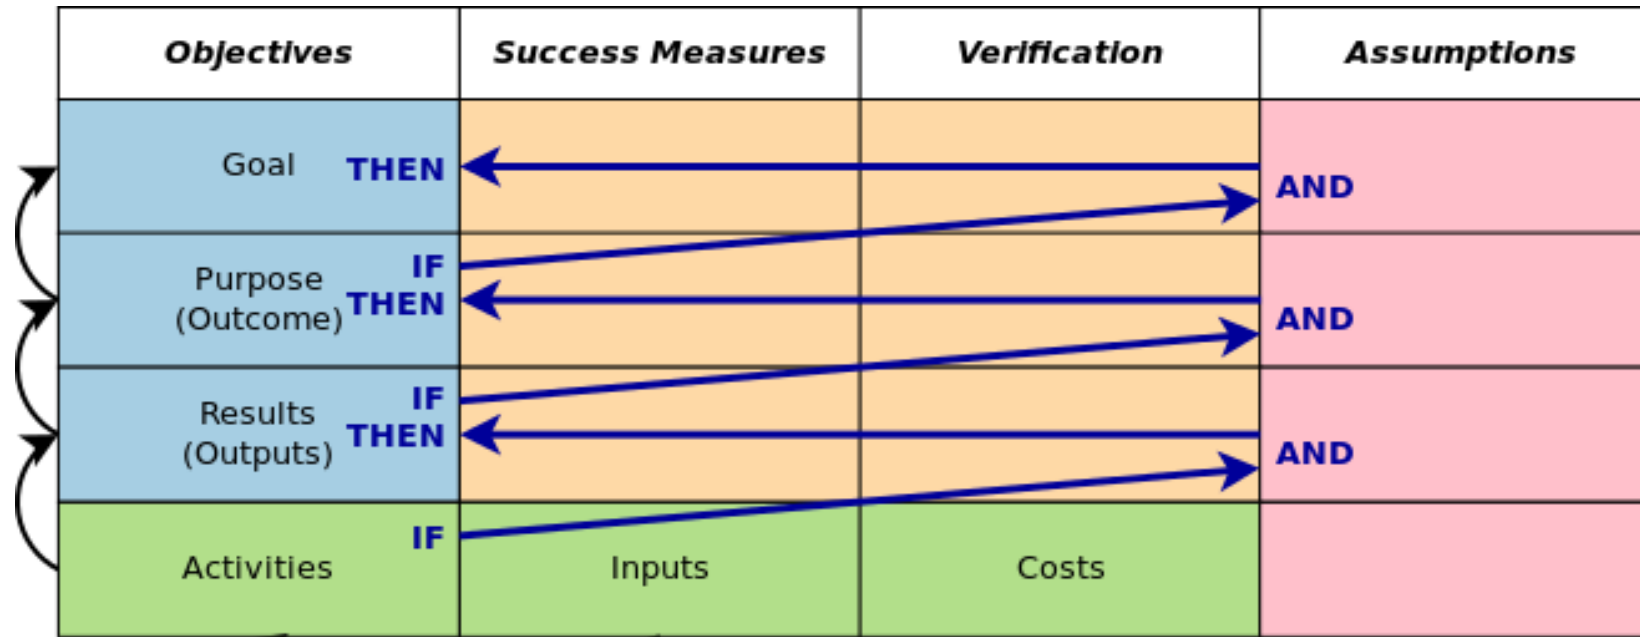 Objectives Success Measures Verification Assumptions
Goal THEN
AND
IF
Purpose
(Outcome) THEN
AND
IF
Results
(Outputs) THEN
AND
IF
Activities Inputs Costs